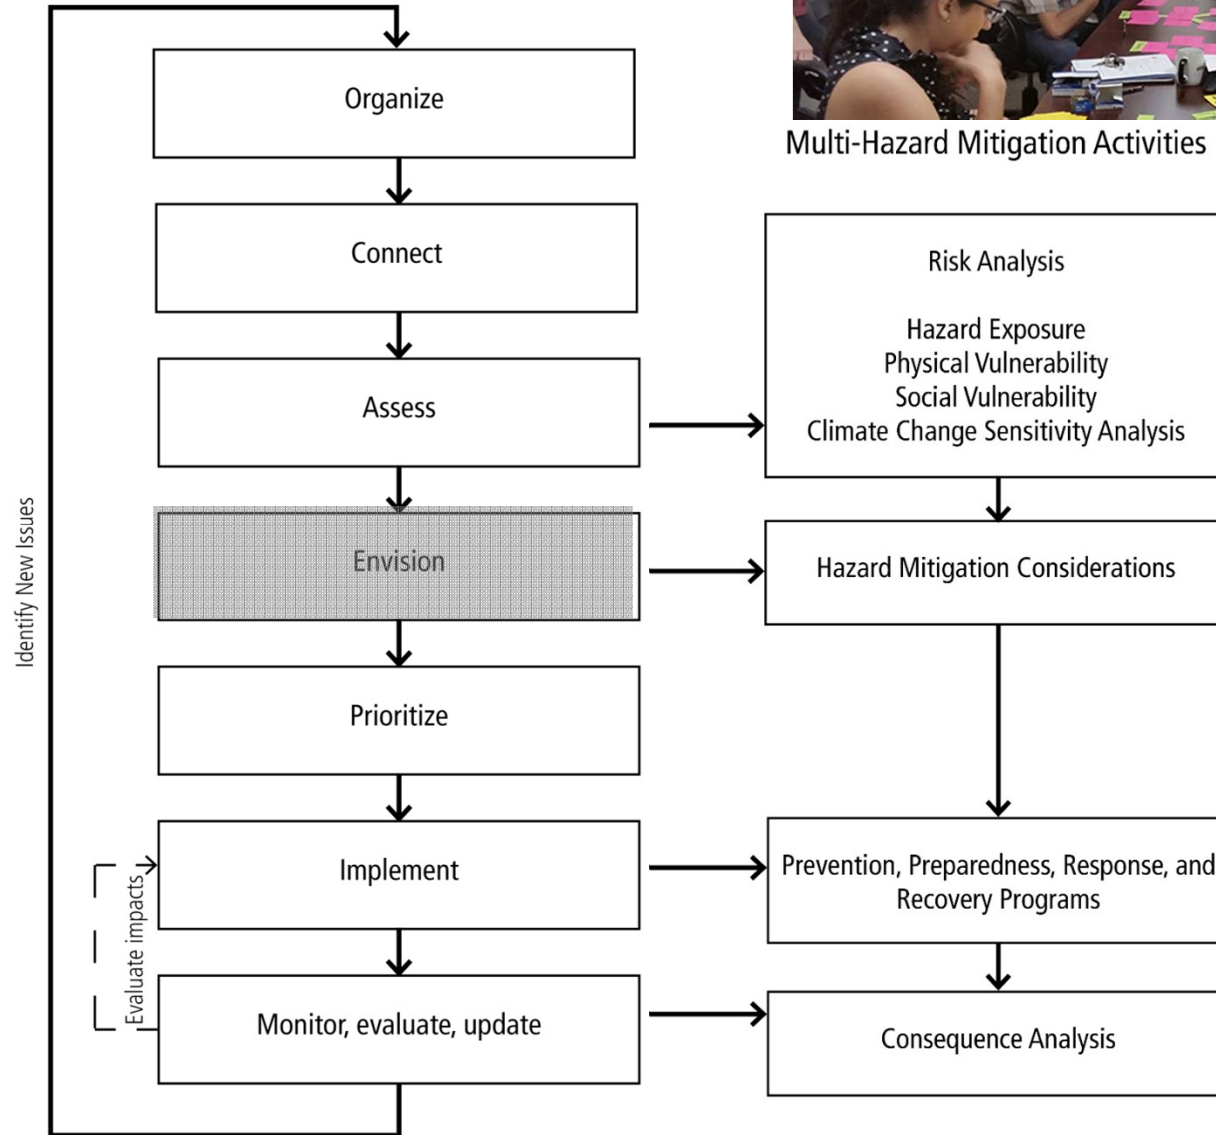 Organize
Connect
Assess
Envision
Prioritize
Implement
Monitor, evaluate, update
Identify New Issues
Evaluate impacts
Multi-Hazard Mitigation Activities
Risk Analysis
Hazard Exposure
Physical Vulnerability
Social Vulnerability
Climate Change Sensitivity Analysis
Hazard Mitigation Considerations
Prevention, Preparedness, Response, and
Recovery Programs
Consequence Analysis